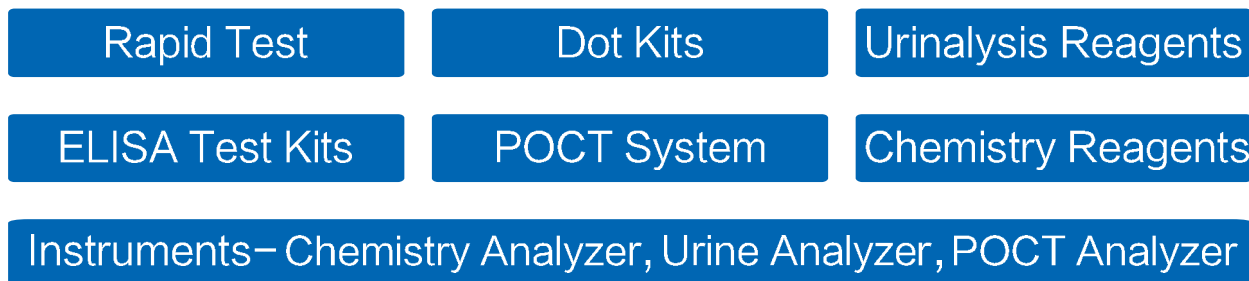 Rapid Test
Dot Kits
Urinalysis Reagents
ELISA Test Kits
POCT System
Chemistry Reagents
Instruments-Chemistry Analyzer, Urine Analyzer, POCT Analyzer